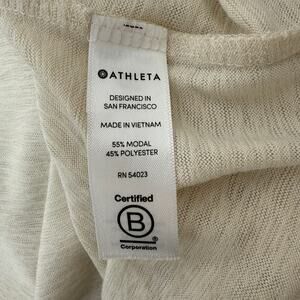 ATHLETA
DESIGNED IN
SAN FRANCISCO
MADE IN VIETNAM
55% MODAL
45% POLYESTER
RN 54023
Certified
B
Corporation